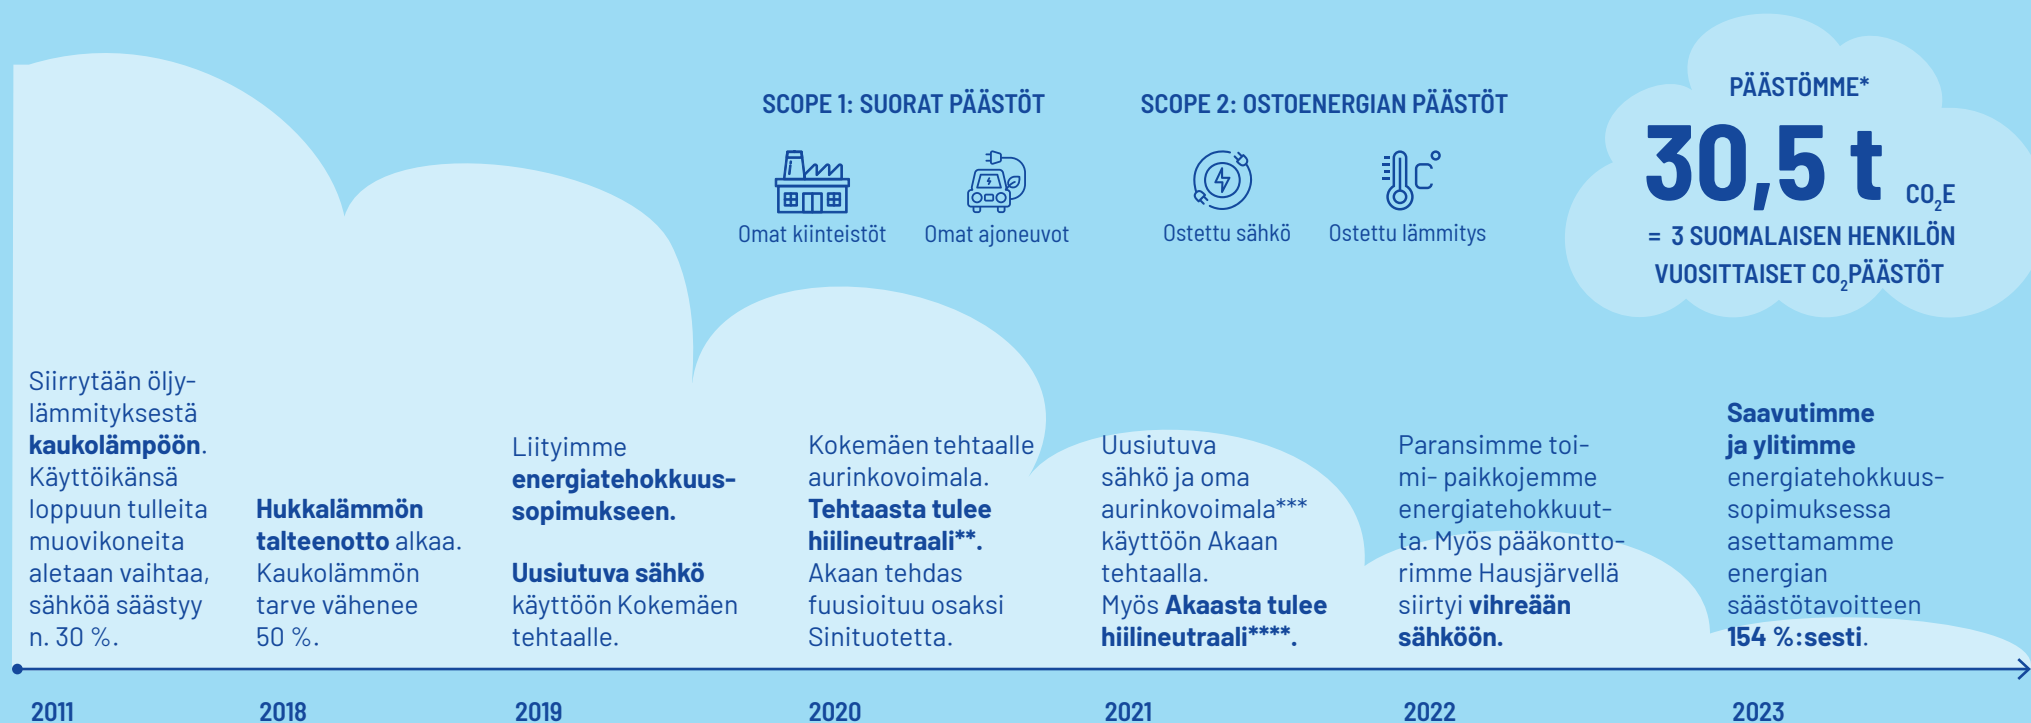 SCOPE 1: SUORAT PÄÄSTÖT
Omat kiinteistöt
Omat ajoneuvot
SCOPE 2: OSTOENERGIAN PÄÄSTÖT
Ostettu sähkö
Ostettu lämmitys
PÄÄSTÖMME*
30,5 t CO₂E
= 3 SUOMALAISEN HENKILÖN
VUOSITTAISET CO₂PÄÄSTÖT
Siirrytään öljy-
lämmityksestä
kaukolämpöön.
Käyttöikänsä
loppuun tulleita
muovikoneita
aletaan vaihtaa,
sähköä säästyy
n. 30 %.
2011
Hukkalämmön
talteenotto alkaa.
Kaukolämmön
tarve vähenee
50 %.
2018
Liityimme
energiatehokkuus-
sopimukseen.
Uusiutuva sähkö
käyttöön Kokemäen
tehtaalle.
2019
Kokemäen tehtaalle
aurinkovoimala.
Tehtaasta tulee
hiilineutraali**.
Akaan tehdas
fuusioituu osaksi
Sinituotetta.
2020
Uusiutuva
sähkö ja oma
aurinkovoimala***
käyttöön Akaan
tehtaalla.
Myös Akaasta tulee
hiilineutraali****.
2021
Paransimme toi-
mi- paikkojemme
energiatehokkuut-
ta. Myös pääkontto-
rimme Hausjärvellä
siirtyi vihreään
sähköön.
2022
Saavutimme
ja ylitimme
energiatehokkuus-
sopimuksessa
asettamamme
energian
säästötavoitteen
154 %:sesti.
2023